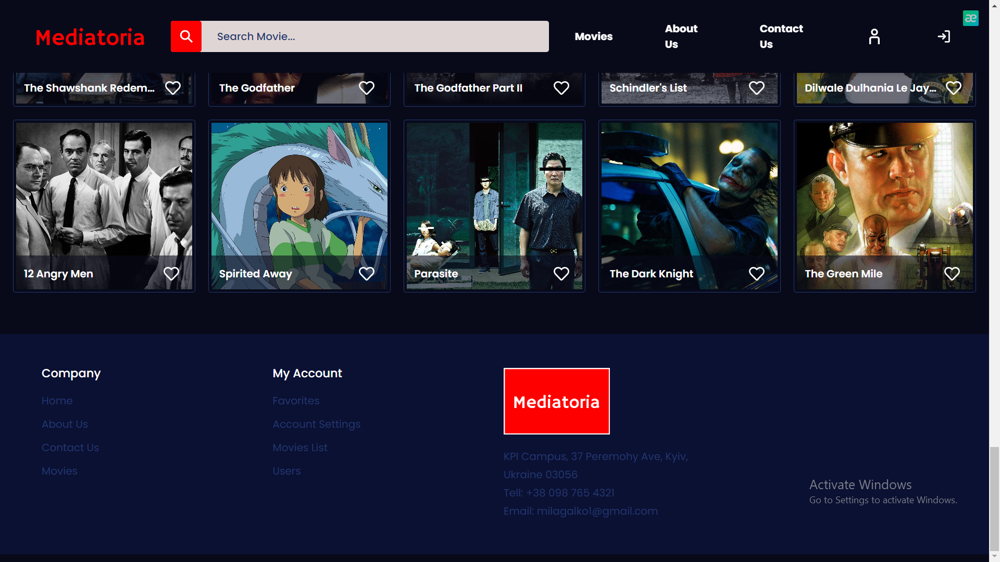 æ
Mediatoria
Search Movie...
Movies
About
Us
Contact
Us
The Shawshank Redem...
The Godfather
The Godfather Part II
Schindler's List
Dilwale Dulhania Le Jay...
12 Angry Men
Spirited Away
Parasite
The Dark Knight
The Green Mile
Company
Home
About Us
Contact Us
Movies
My Account
Favorites
Account Settings
Movies List
Users
Mediatoria
KPI Campus, 37 Peremohy Ave, Kyiv,
Ukraine 03056
Tell: +38 098 765 4321
Email: milagalko1@gmail.com
Activate Windows
Go to Settings to activate Windows.